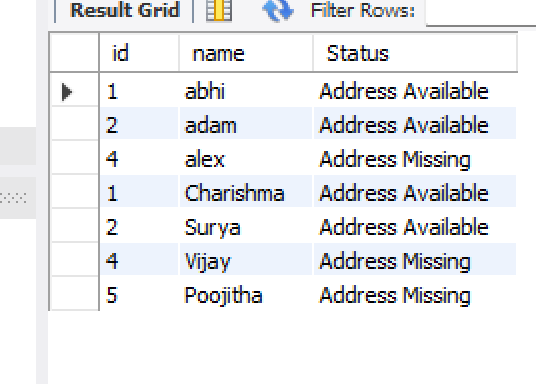 Result Grid Filter Rows:
id name Status
1 abhi Address Available
2 adam Address Available
4 alex Address Missing
1 Charishma Address Available
2 Surya Address Available
4 Vijay Address Missing
5 Poojitha Address Missing